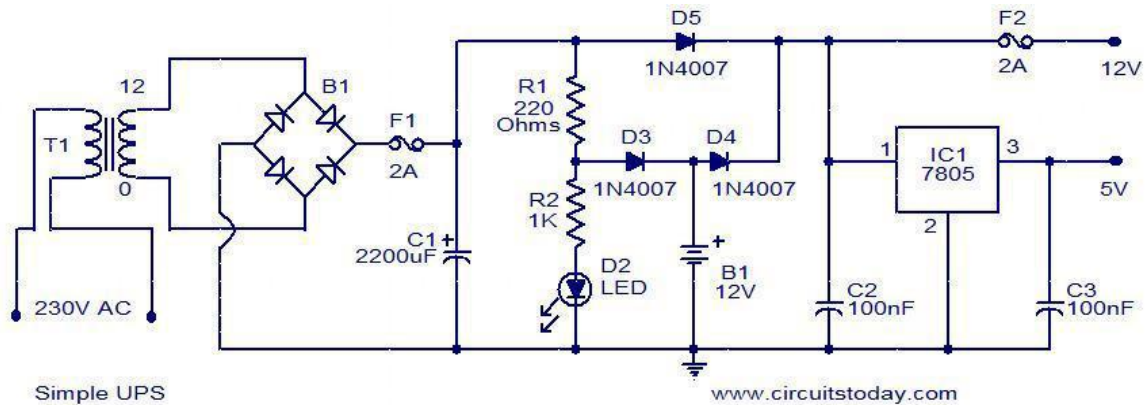 D5
F2
12
B1
1N4007
2A
12V
R1
220
Ohms
F1
T1
D3
D4
1
IC1
7805
3
0
2A
1N4007
1N4007
5V
R2
1K
2
C1 +
2200uF
+
D2
LED
B1
12V
C2
100nF
C3
100nF
230V AC
Simple UPS
www.circuitstoday.com